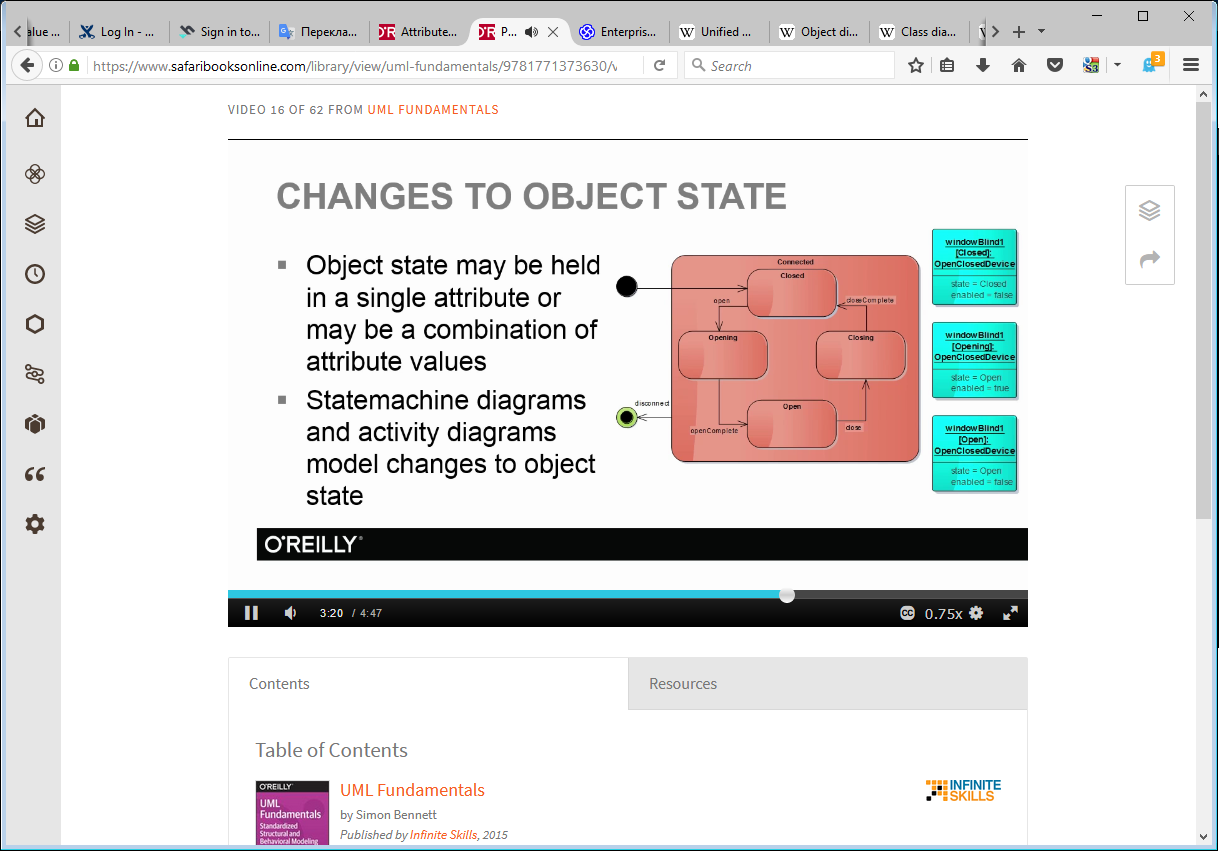 alue ...
Log In - ...
Sign in to...
Перекла...
Attribute...
P...
Enterpris...
Unified ...
Object di...
Class dia...
https://www.safaribooksonline.com/library/view/uml-fundamentals/9781771373630/v
Search
3
VIDEO 16 OF 62 FROM UML FUNDAMENTALS
CHANGES TO OBJECT STATE
Object state may be held
in a single attribute or
may be a combination of
attribute values
Statemachine diagrams
and activity diagrams
model changes to object
state
Connected
Closed
open
closeComplete
Opening
Closing
disconnect
Open
openComplete
close
windowBlind1
[Closed]:
OpenClosedDevice
state = Closed
enabled = false
windowBlind1
[Opening]:
OpenClosedDevice
state = Open
enabled = true
windowBlind1
[Open]:
OpenClosedDevice
state = Open
enabled = false
O'REILLY®
3:20 / 4:47
CC 0.75x
Contents
Resources
Table of Contents
O'REILLY
UML
Fundamentals
Standardized
Structural and
Behavioral Modeling
UML Fundamentals
by Simon Bennett
Published by Infinite Skills, 2015
INFINITE
SKILLS